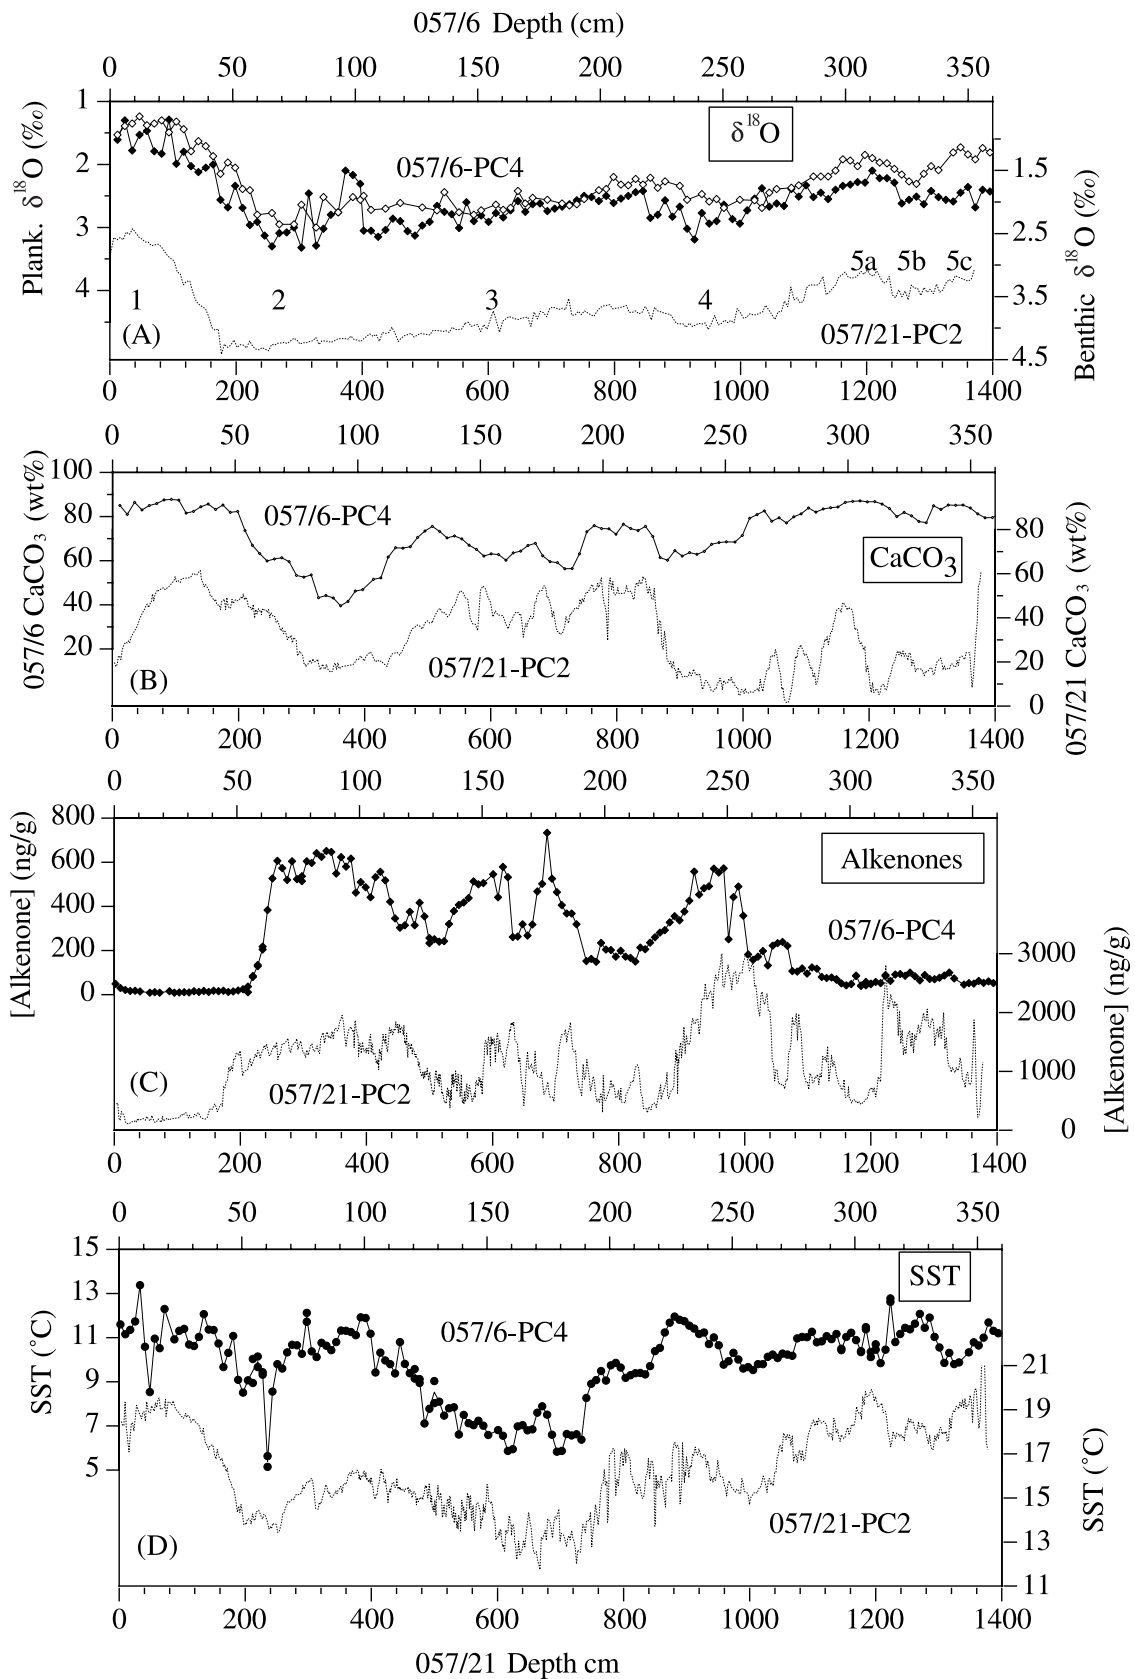 057/6 Depth (cm)
0 50 100 150 200 250 300 350
1
2
3
4
Plank. δ¹⁸O (‰)
δ¹⁸O
057/6-PC4
1.5
2.5
3.5
4.5
Benthic δ¹⁸O (‰)
1 2 3 4 5a 5b 5c
(A)
057/21-PC2
0 200 400 600 800 1000 1200 1400
0 50 100 150 200 250 300 350
100
80
60
40
20
057/6 CaCO₃ (wt%)
057/6-PC4
CaCO₃
80
60
40
20
0
057/21 CaCO₃ (wt%)
057/21-PC2
(B)
0 200 400 600 800 1000 1200 1400
0 60 120 180 240 300 360
800
600
400
200
0
[Alkenone] (ng/g)
Alkenones
057/6-PC4
3000
2000
1000
0
[Alkenone] (ng/g)
(C)
057/21-PC2
0 200 400 600 800 1000 1200 1400
0 50 100 150 200 250 300 350
15
13
11
9
7
5
SST (°C)
SST
057/6-PC4
21
19
17
15
13
11
SST (°C)
057/21-PC2
(D)
0 200 400 600 800 1000 1200 1400
057/21 Depth cm